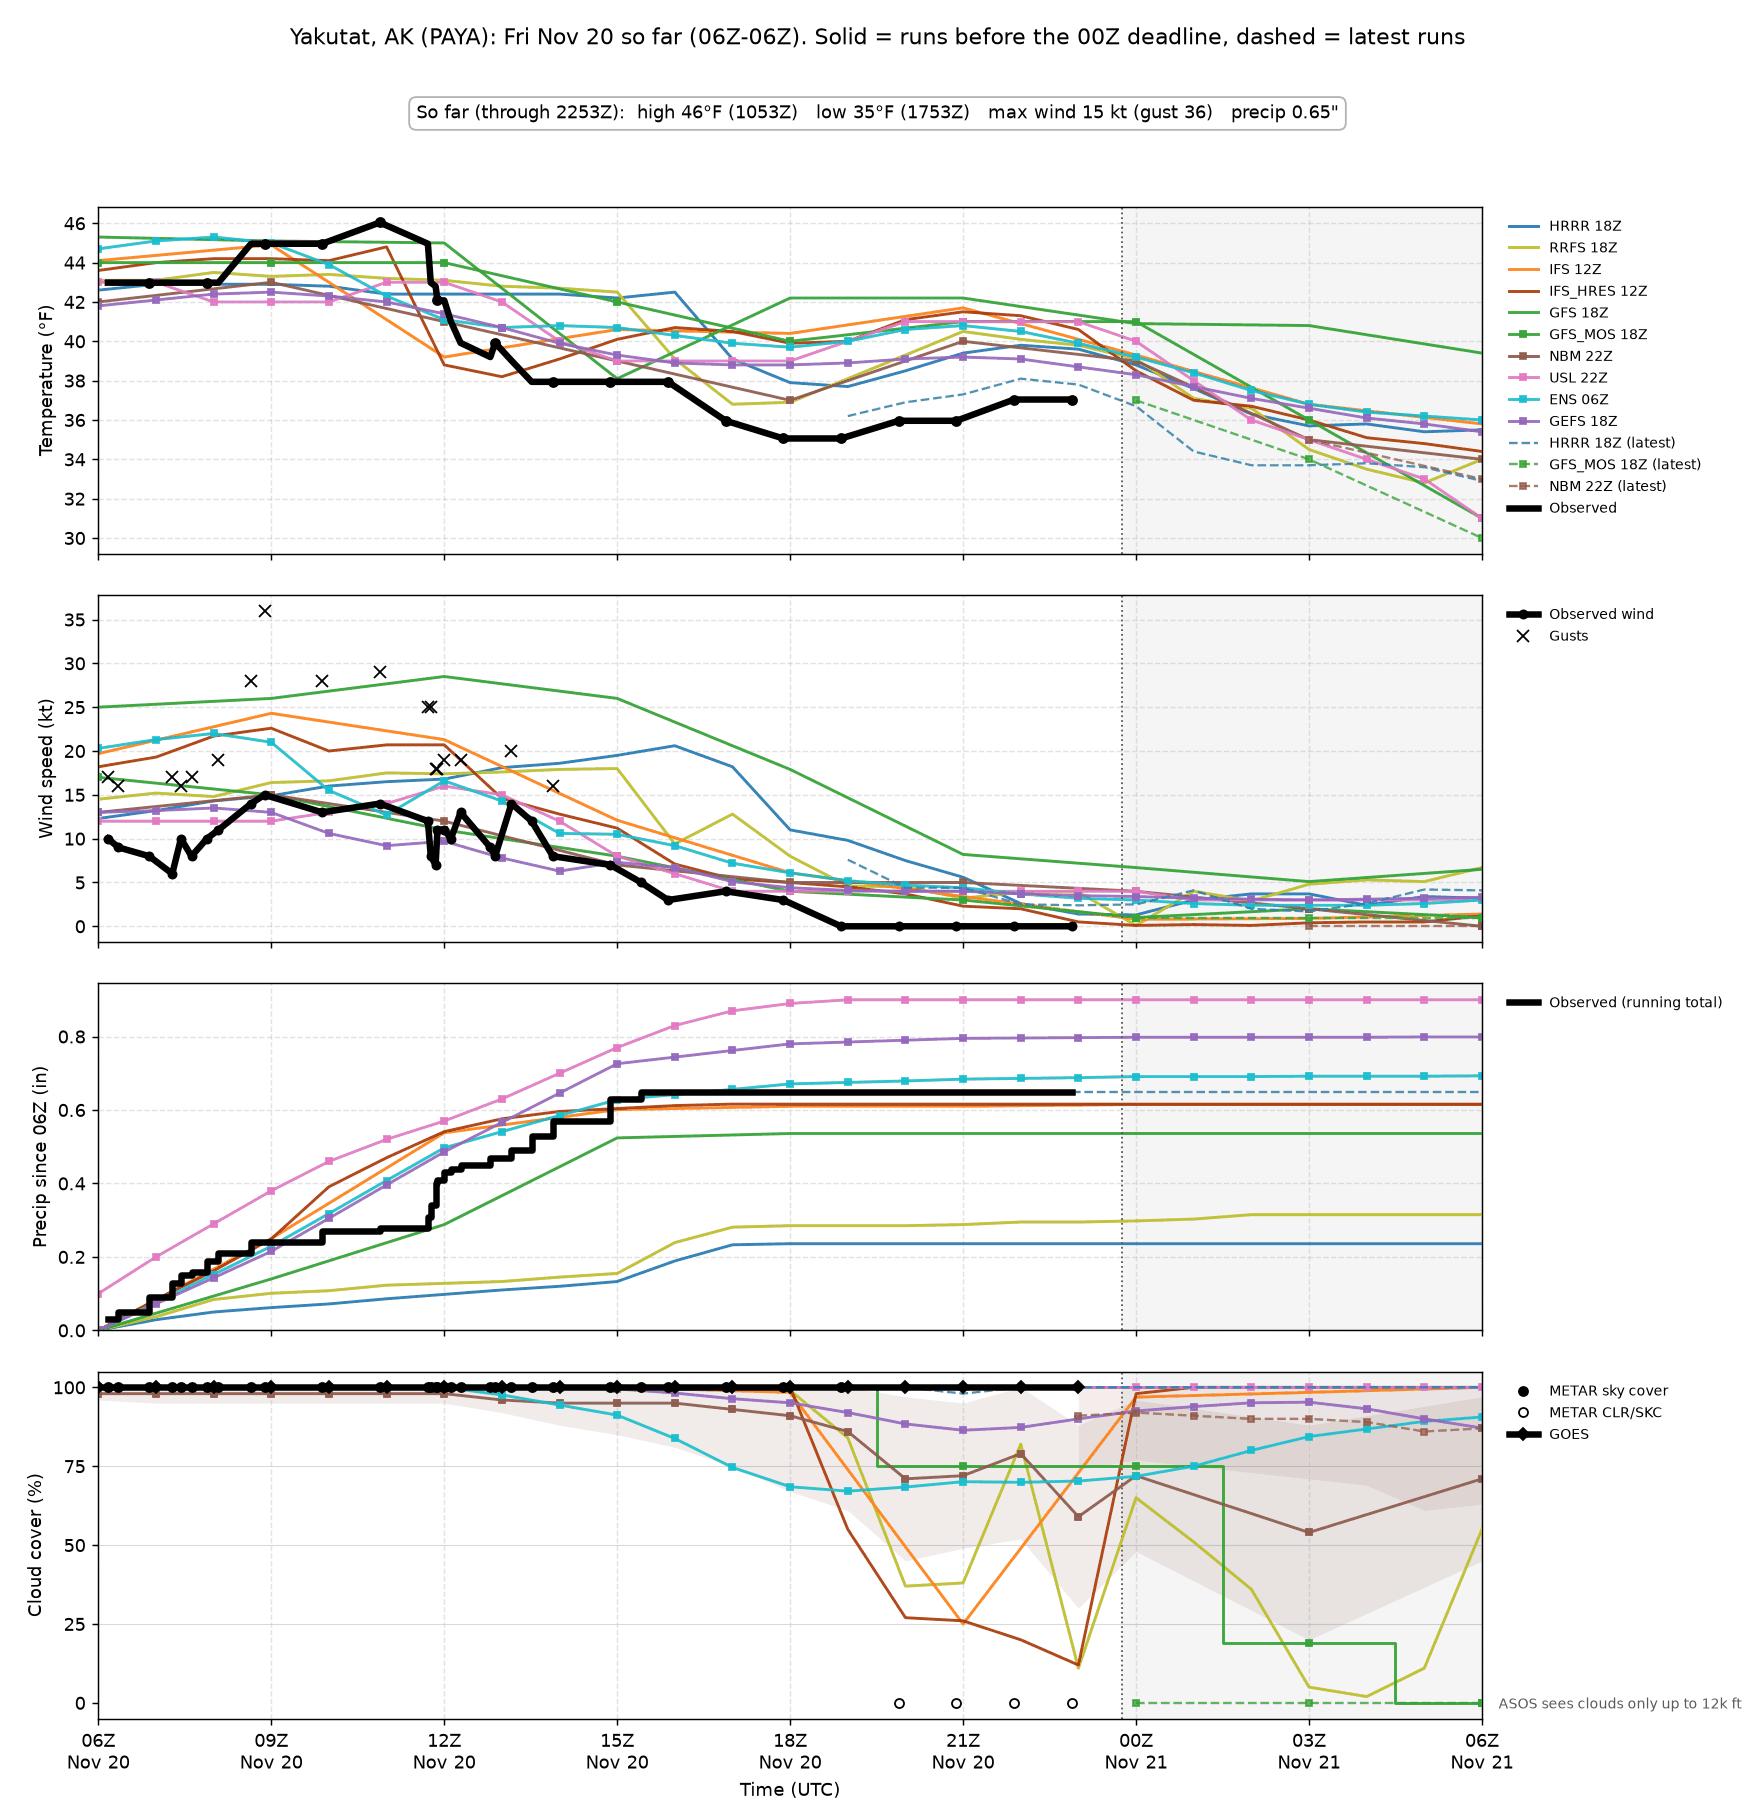 Yakutat, AK (PAYA): Fri Nov 20 so far (06Z-06Z). Solid = runs before the 00Z deadline, dashed = latest runs
So far (through 2253Z):  high 46°F (1053Z)   low 35°F (1753Z)   max wind 15 kt (gust 36)   precip 0.65"
Temperature (°F)
46
44
42
40
38
36
34
32
30
HRRR 18Z
RRFS 18Z
IFS 12Z
IFS_HRES 12Z
GFS 18Z
GFS_MOS 18Z
NBM 22Z
USL 22Z
ENS 06Z
GEFS 18Z
HRRR 18Z (latest)
GFS_MOS 18Z (latest)
NBM 22Z (latest)
Observed
Wind speed (kt)
35
30
25
20
15
10
5
0
Observed wind
Gusts
Precip since 06Z (in)
0.8
0.6
0.4
0.2
0.0
Observed (running total)
Cloud cover (%)
100
75
50
25
0
METAR sky cover
METAR CLR/SKC
GOES
ASOS sees clouds only up to 12k ft
06Z
Nov 20
09Z
Nov 20
12Z
Nov 20
15Z
Nov 20
18Z
Nov 20
21Z
Nov 20
00Z
Nov 21
03Z
Nov 21
06Z
Nov 21
Time (UTC)